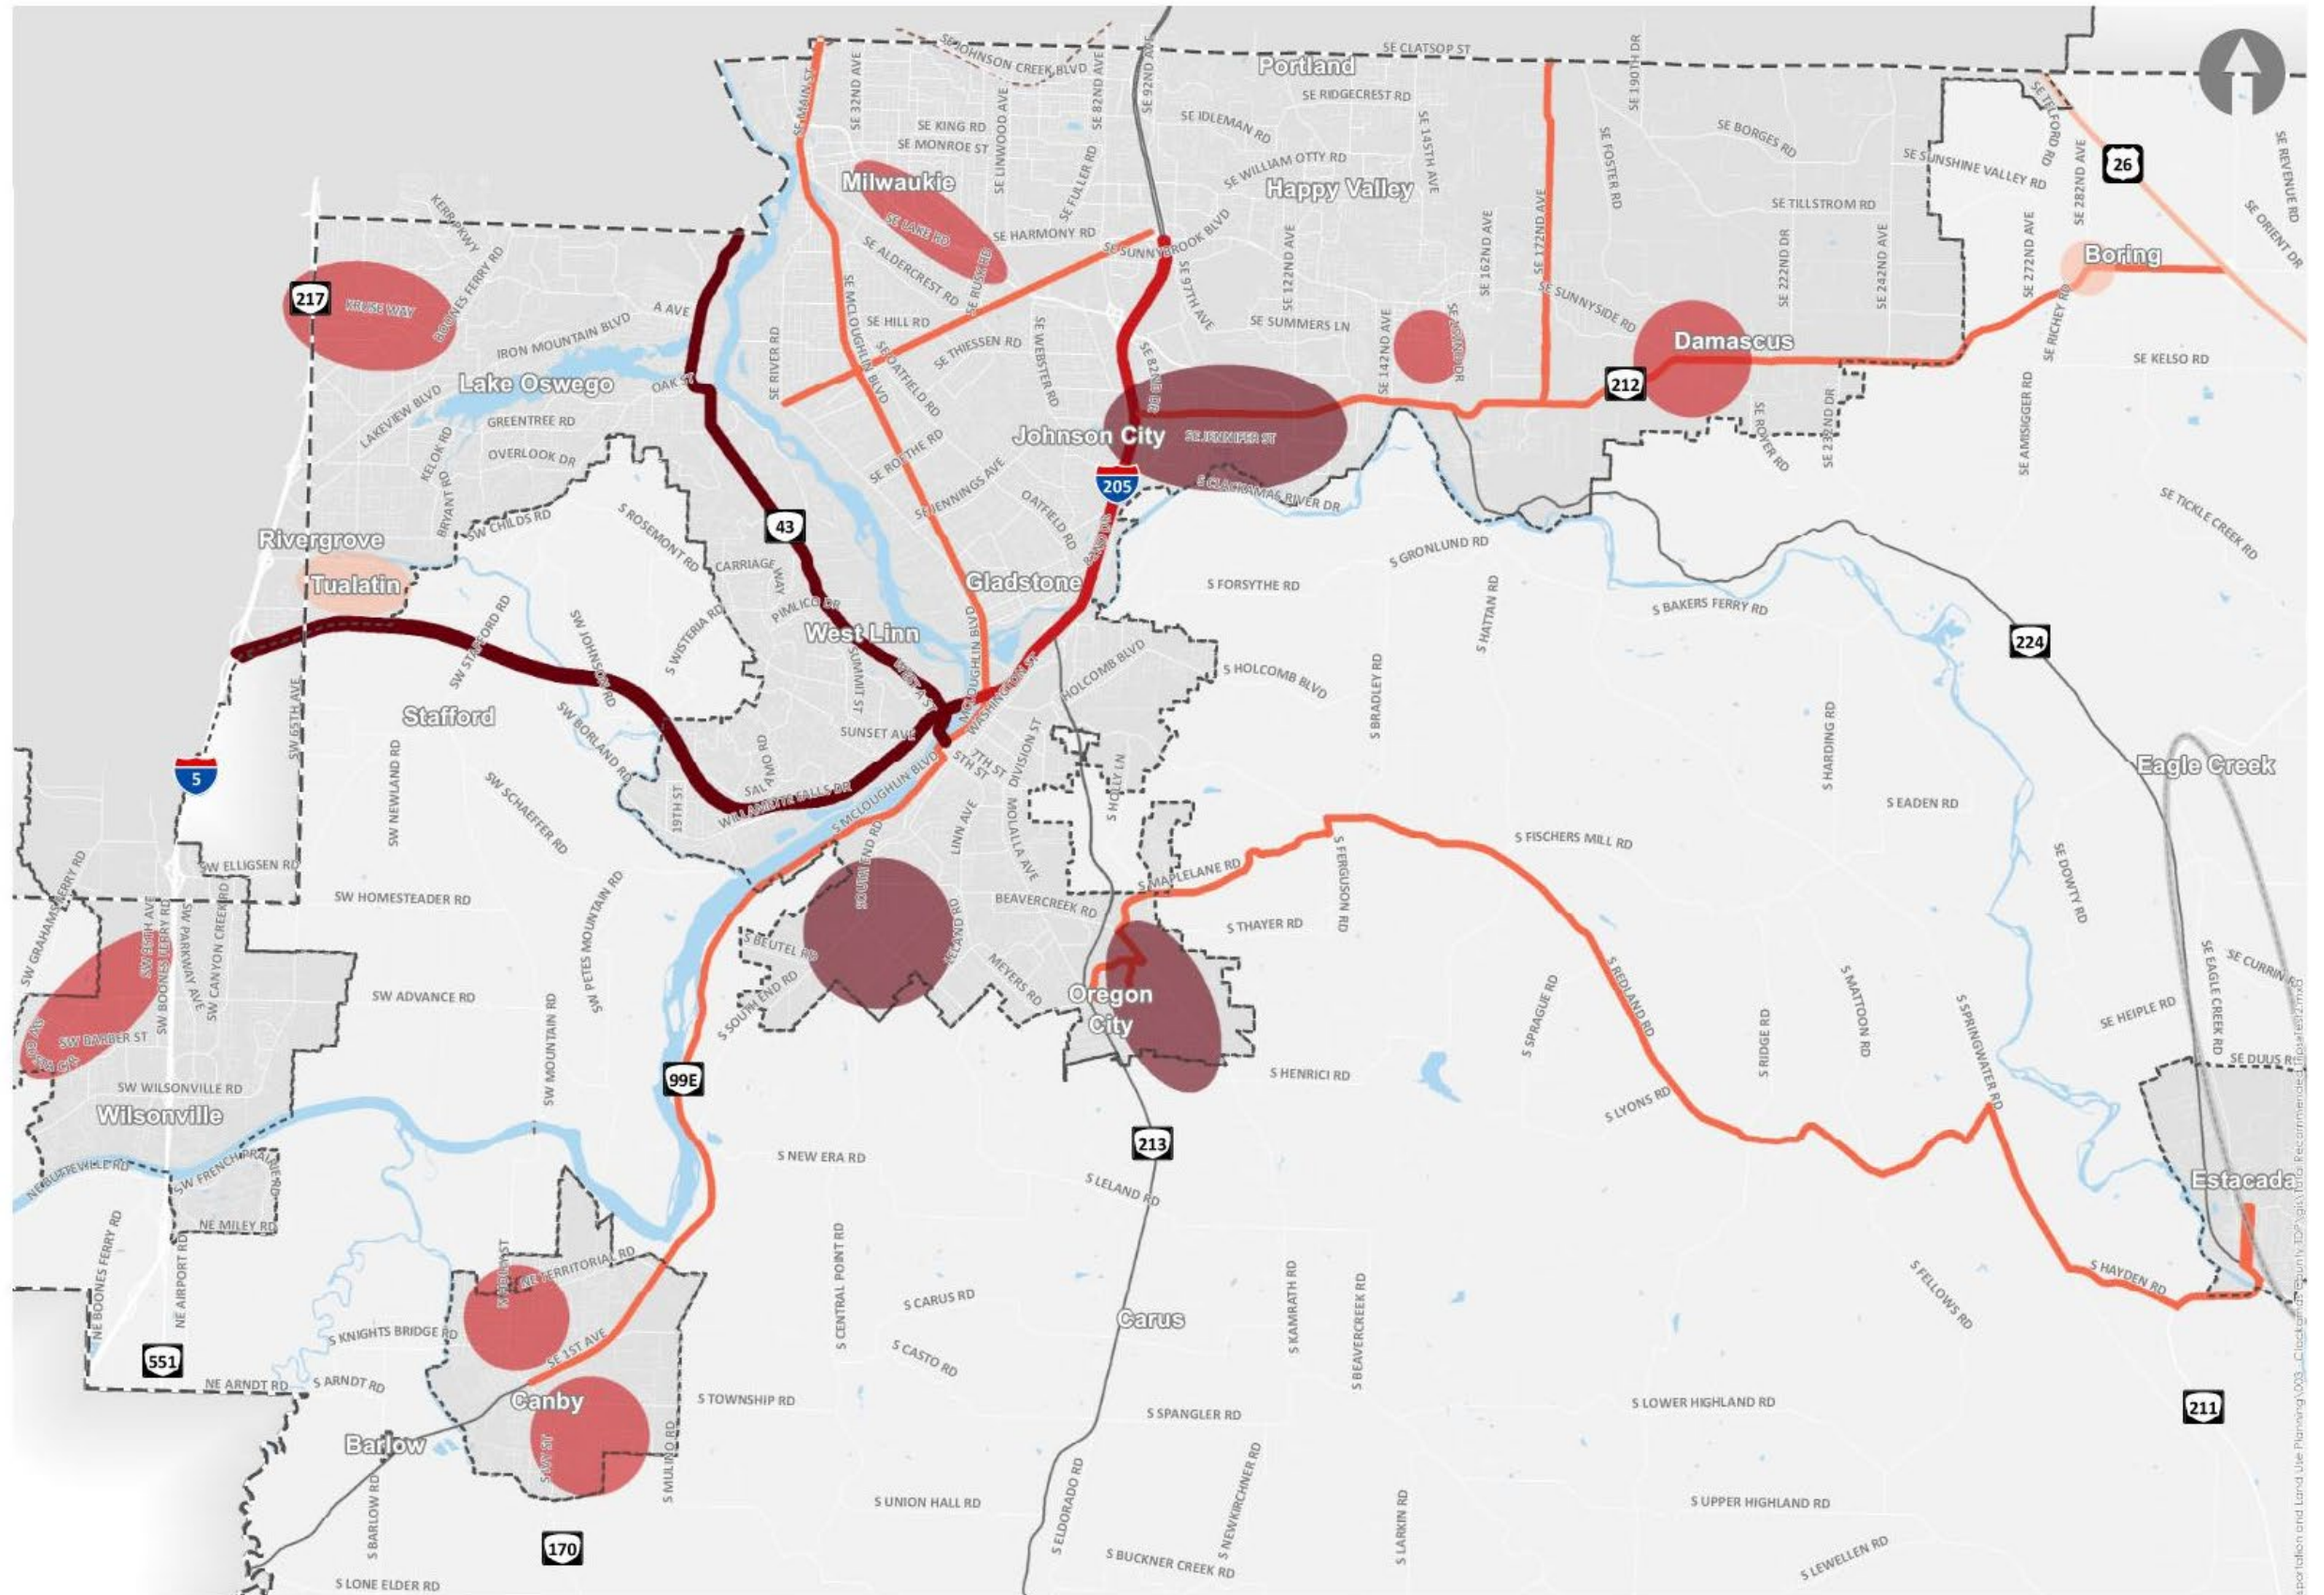 SE JOHNSON CREEK BLVD
SE CLATSOP ST
Portland
SE RIDGECREST RD
SE MAIN ST
SE 32ND AVE
SE KING RD
SE MONROE ST
SE LINWOOD AVE
SE 82ND AVE
SE 92ND AVE
SE FULLER RD
SE IDLEMAN RD
SE WILLIAM OTTY RD
Happy Valley
SE 145TH AVE
SE 190TH DR
SE FOSTER RD
SE BORGES RD
SE SUNSHINE VALLEY RD
SE TELFORD RD
SE 282ND AVE
26
SE REVENUE RD
SE ORIENT DR
Milwaukie
SE LAKE RD
SE HARMONY RD
SE SUNNYBROOK BLVD
SE ALDERCREST RD
SE RUSK RD
SE TILLSTROM RD
SE 172ND AVE
SE 162ND AVE
SE 122ND AVE
SE 97TH AVE
SE 222ND DR
SE 242ND AVE
SE 272ND AVE
Boring
SE RICHEY RD
SE KELSO RD
KERR PKWY
BOONES FERRY RD
217
KRUSE WAY
A AVE
IRON MOUNTAIN BLVD
SE RIVER RD
SE MCLOUGHLIN BLVD
SE HILL RD
SE OATFIELD RD
SE THIESSEN RD
SE WEBSTER RD
SE SUMMERS LN
SE 142ND AVE
SE SUNNYSIDE RD
Damascus
212
Lake Oswego
OAK ST
LAKEVIEW BLVD
GREENTREE RD
KELOK RD
OVERLOOK DR
BRYANT RD
SE ROETHE RD
SE JENNINGS AVE
OATFIELD RD
Johnson City
SE 82ND DR
SE JENNIFER ST
205
82ND DR
S CLACKAMAS RIVER DR
SE ROYER RD
SE 232ND DR
SE AMISIGGER RD
SE TICKLE CREEK RD
43
Rivergrove
SW CHILDS RD
S ROSEMONT RD
CARRIAGE WAY
PIMLICO DR
Tualatin
Gladstone
S FORSYTHE RD
S GRONLUND RD
S HATTAN RD
S BAKERS FERRY RD
224
SW STAFFORD RD
SW JOHNSON RD
S WISTERIA RD
West Linn
SUMMIT ST
WEST A ST
MCLOUGHLIN BLVD
WASHINGTON ST
HOLCOMB BLVD
S HOLCOMB BLVD
S BRADLEY RD
S HARDING RD
Stafford
SW 65TH AVE
SW BORLAND RD
SUNSET AVE
SALAMO RD
WILLAMETTE FALLS DR
19TH ST
S MCLOUGHLIN BLVD
7TH ST
5TH ST
DIVISION ST
S HOLLY LN
Eagle Creek
5
SW NEWLAND RD
SW SCHAEFFER RD
LINN AVE
MOLALLA AVE
SOUTH END RD
S EADEN RD
S FISCHERS MILL RD
S FERGUSON RD
S MAPLELANE RD
SE DOWTY RD
SW ELLIGSEN RD
SW HOMESTEADER RD
SW PETES MOUNTAIN RD
SW GRAHAMS FERRY RD
SW 95TH AVE
SW BOONES FERRY RD
SW PARKWAY AVE
SW CANYON CREEK RD
BEAVERCREEK RD
S THAYER RD
S BEUTEL RD
LELAND RD
MEYERS RD
S SOUTH END RD
SE CURRIN RD
SE EAGLE CREEK RD
Oregon
City
SW ADVANCE RD
SW MOUNTAIN RD
S SPRAGUE RD
S REDLAND RD
S RIDGE RD
S MATTOON RD
S SPRINGWATER RD
SE HEIPLE RD
SW BARBER ST
SW WILSONVILLE RD
Wilsonville
99E
S HENRICI RD
S LYONS RD
213
S NEW ERA RD
S LELAND RD
Estacada
SW FRENCH PRAIRIE RD
NE BUTTEVILLE RD
NE MILEY RD
NE BOONES FERRY RD
NE AIRPORT RD
N HOLLY ST
NE TERRITORIAL RD
S CENTRAL POINT RD
S CARUS RD
Carus
S KAMRATH RD
S BEAVERCREEK RD
S FELLOWS RD
S HAYDEN RD
551
S KNIGHTS BRIDGE RD
SE 1ST AVE
S CASTO RD
NE ARNDT RD
S ARNDT RD
Canby
S TOWNSHIP RD
S SPANGLER RD
S LOWER HIGHLAND RD
211
Barlow
S IVY ST
S MULINO RD
S BARLOW RD
S UNION HALL RD
S ELDORADO RD
S NEWKIRCHNER RD
S LARKIN RD
S UPPER HIGHLAND RD
170
S LONE ELDER RD
S BUCKNER CREEK RD
S LEWELLEN RD